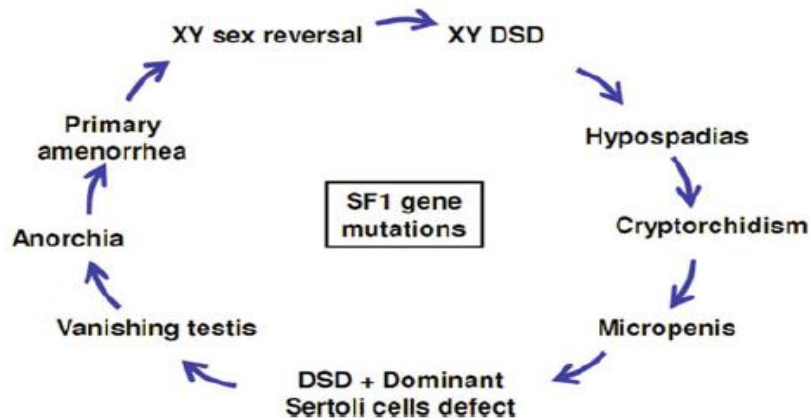 XY sex reversal
XY DSD
Hypospadias
Cryptorchidism
Micropenis
DSD + Dominant
Sertoli cells defect
Vanishing testis
Anorchia
Primary
amenorrhea
SF1 gene
mutations